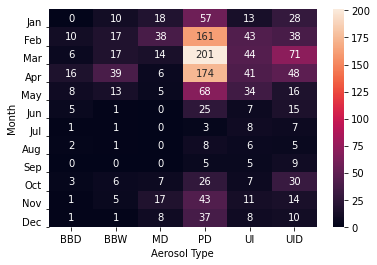 Jan 0 10 18 57 13 28
Feb 10 17 38 161 43 38
Mar 6 17 14 201 44 71
Apr 16 39 6 174 41 48
May 8 13 5 68 34 16
Jun 5 1 0 25 7 15
Jul 1 1 0 3 8 7
Aug 2 1 0 8 6 5
Sep 0 0 0 5 5 9
Oct 3 6 7 26 7 30
Nov 1 5 17 43 11 14
Dec 1 1 8 37 8 10
BBD BBW MD PD UI UID
Aerosol Type
Month
200
175
150
125
100
75
50
25
0